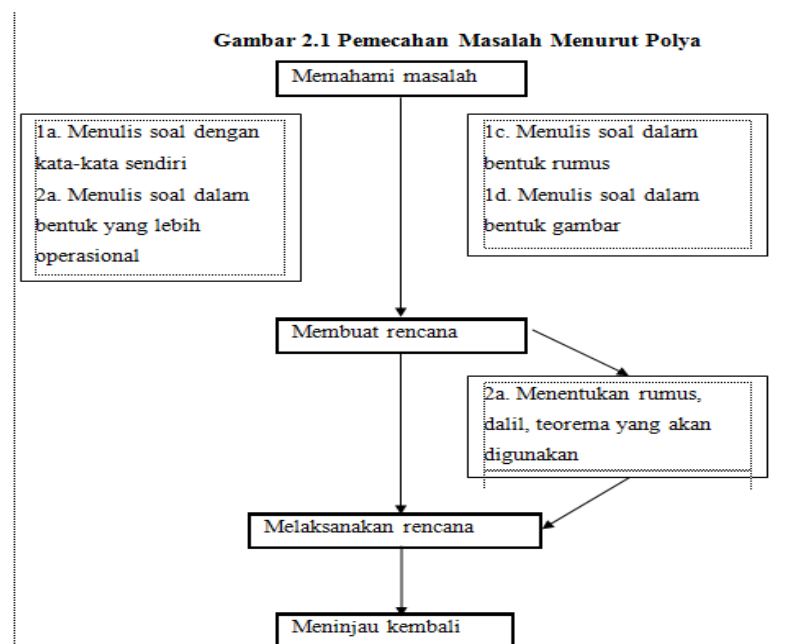 Gambar 2.1 Pemecahan Masalah Menurut Polya
Memahami masalah
1a. Menulis soal dengan
kata-kata sendiri
2a. Menulis soal dalam
bentuk yang lebih
operasional
1c. Menulis soal dalam
bentuk rumus
1d. Menulis soal dalam
bentuk gambar
Membuat rencana
2a. Menentukan rumus,
dalil, teorema yang akan
digunakan
Melaksanakan rencana
Meninjau kembali